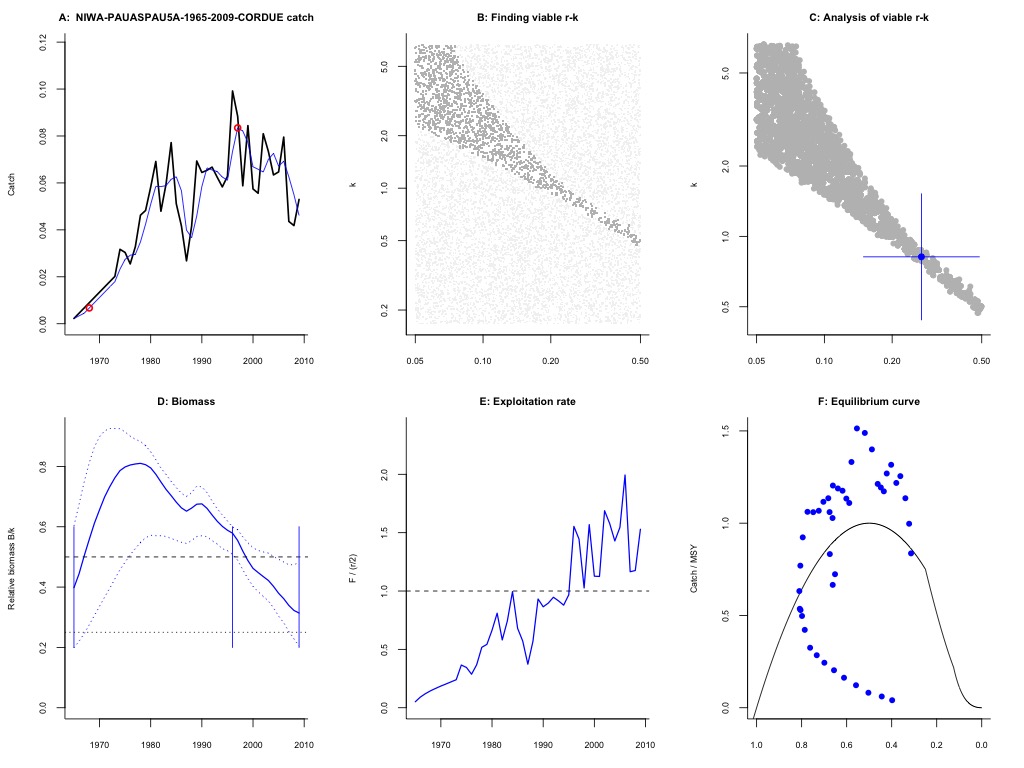 A:  NIWA-PAUASPAU5A-1965-2009-CORDUE catch
Catch
0.12
0.10
0.08
0.06
0.04
0.02
0.00
1970 1980 1990 2000 2010
B: Finding viable r-k
k
5.0
2.0
1.0
0.5
0.2
0.05 0.10 0.20 0.50
C: Analysis of viable r-k
k
5.0
2.0
1.0
0.5
0.05 0.10 0.20 0.50
D: Biomass
Relative biomass B/k
0.8
0.6
0.4
0.2
0.0
1970 1980 1990 2000 2010
E: Exploitation rate
F / (r/2)
2.0
1.5
1.0
0.5
0.0
1970 1980 1990 2000 2010
F: Equilibrium curve
Catch / MSY
1.5
1.0
0.5
0.0
1.0 0.8 0.6 0.4 0.2 0.0